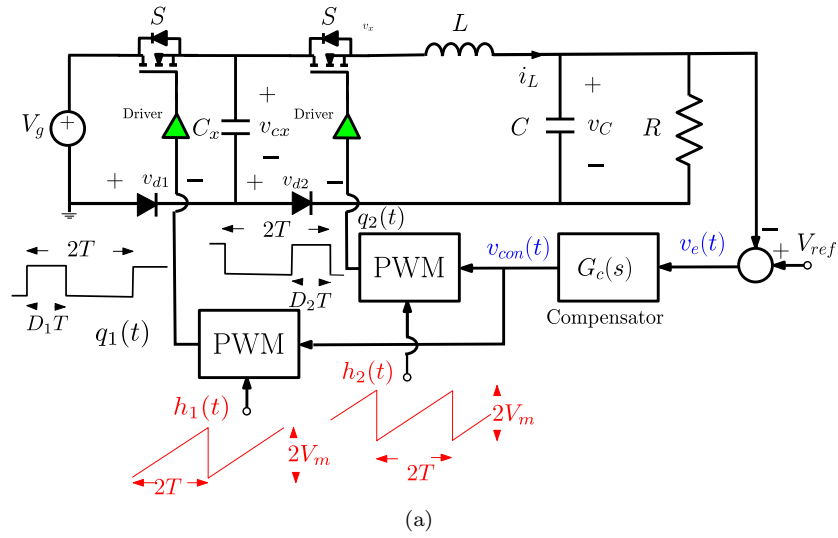 S S v_x L
i_L
V_g + Driver C_x + v_cx − Driver C + v_C − R
+ v_d1 − + v_d2 −
q_2(t)
2T 2T v_con(t) v_e(t) − + V_ref
PWM G_c(s)
D_1T D_2T Compensator
q_1(t) PWM
h_1(t) h_2(t)
2V_m 2V_m
2T 2T
(a)